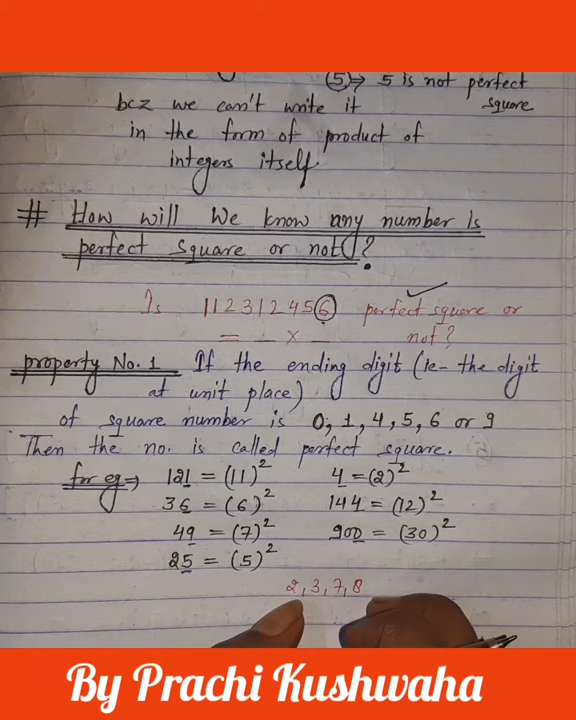 ⑤ ⇒ 5 is not perfect
bcz we can't write it square
in the form of product of
integers itself.
# How will We know any number is
perfect square or not ?
Is 112312456 perfect square or
= _ × _ not ?
property No. 1 If the ending digit (ie- the digit
at unit place)
of square number is 0, 1, 4, 5, 6 or 9
Then the no. is called perfect square.
for eg ⇒ 121 = (11)² 4 = (2)²
36 = (6)² 144 = (12)²
49 = (7)² 900 = (30)²
25 = (5)²
2, 3, 7, 8
By Prachi Kushwaha